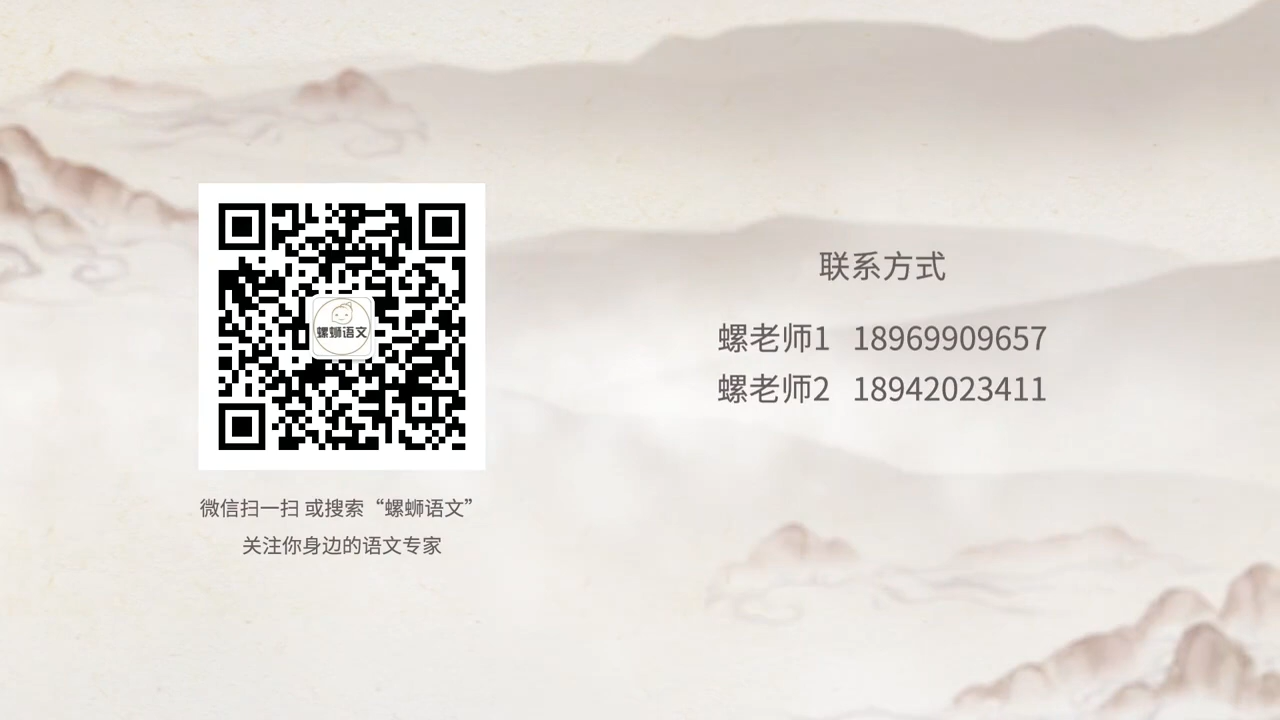 螺蛳语文
微信扫一扫 或搜索“螺蛳语文”
关注你身边的语文专家
联系方式
螺老师1 18969909657
螺老师2 18942023411